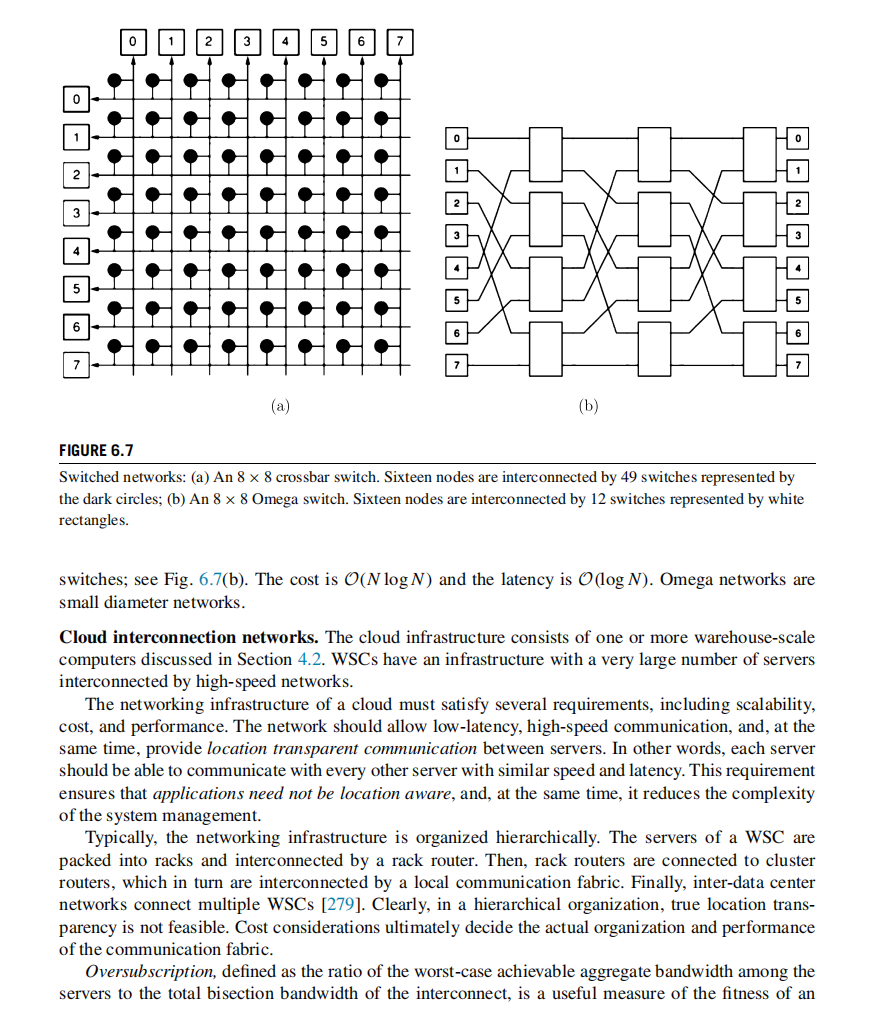 0 1 2 3 4 5 6 7
0
1
2
3
4
5
6
7
0 0
1 1
2 2
3 3
4 4
5 5
6 6
7 7
(a) (b)
FIGURE 6.7
Switched networks: (a) An 8 × 8 crossbar switch. Sixteen nodes are interconnected by 49 switches represented by
the dark circles; (b) An 8 × 8 Omega switch. Sixteen nodes are interconnected by 12 switches represented by white
rectangles.
switches; see Fig. 6.7(b). The cost is O(N log N) and the latency is O(log N). Omega networks are
small diameter networks.
Cloud interconnection networks. The cloud infrastructure consists of one or more warehouse-scale
computers discussed in Section 4.2. WSCs have an infrastructure with a very large number of servers
interconnected by high-speed networks.
The networking infrastructure of a cloud must satisfy several requirements, including scalability,
cost, and performance. The network should allow low-latency, high-speed communication, and, at the
same time, provide location transparent communication between servers. In other words, each server
should be able to communicate with every other server with similar speed and latency. This requirement
ensures that applications need not be location aware, and, at the same time, it reduces the complexity
of the system management.
Typically, the networking infrastructure is organized hierarchically. The servers of a WSC are
packed into racks and interconnected by a rack router. Then, rack routers are connected to cluster
routers, which in turn are interconnected by a local communication fabric. Finally, inter-data center
networks connect multiple WSCs [279]. Clearly, in a hierarchical organization, true location trans-
parency is not feasible. Cost considerations ultimately decide the actual organization and performance
of the communication fabric.
Oversubscription, defined as the ratio of the worst-case achievable aggregate bandwidth among the
servers to the total bisection bandwidth of the interconnect, is a useful measure of the fitness of an